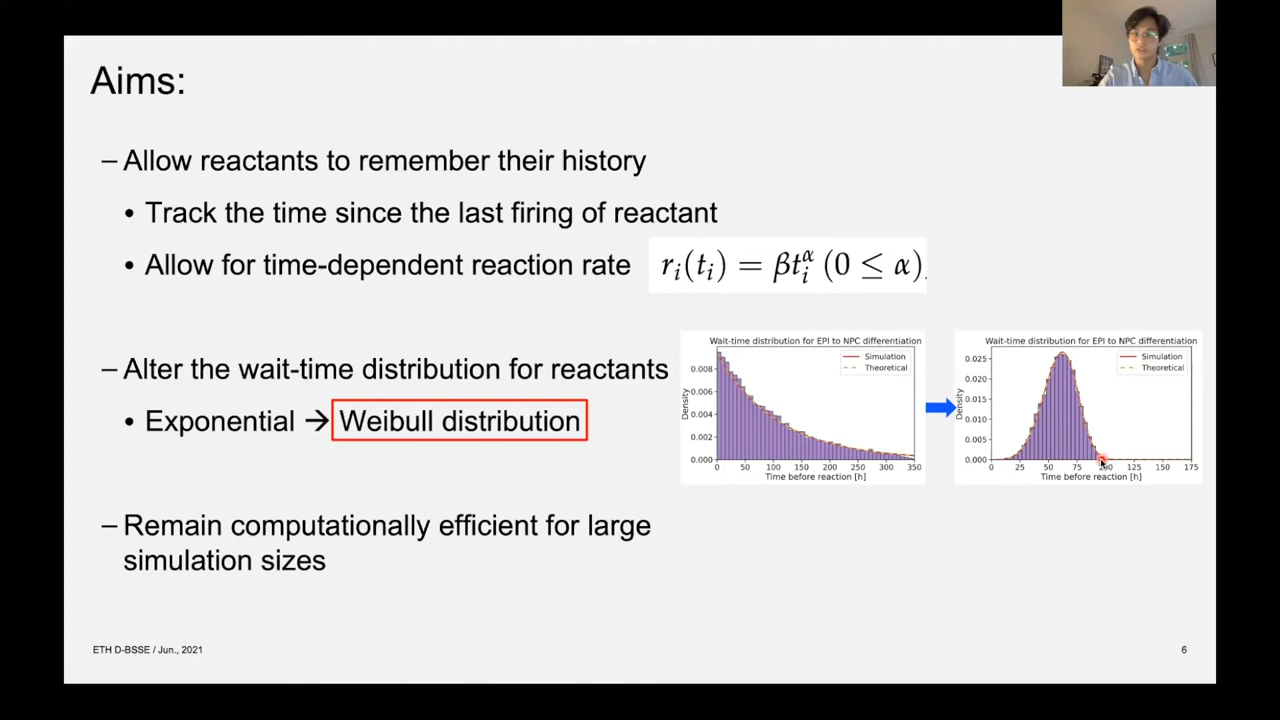 Aims:
– Allow reactants to remember their history
• Track the time since the last firing of reactant
• Allow for time-dependent reaction rate
rᵢ(tᵢ) = βtᵢᵅ (0 ≤ α)
– Alter the wait-time distribution for reactants
• Exponential → Weibull distribution
Wait-time distribution for EPI to NPC differentiation
Simulation
Theoretical
Density
0.008
0.006
0.004
0.002
0.000
0 50 100 150 200 250 300 350
Time before reaction [h]
Wait-time distribution for EPI to NPC differentiation
Simulation
Theoretical
Density
0.025
0.020
0.015
0.010
0.005
0.000
0 25 50 75 100 125 150 175
Time before reaction [h]
– Remain computationally efficient for large
simulation sizes
ETH D-BSSE / Jun., 2021
6